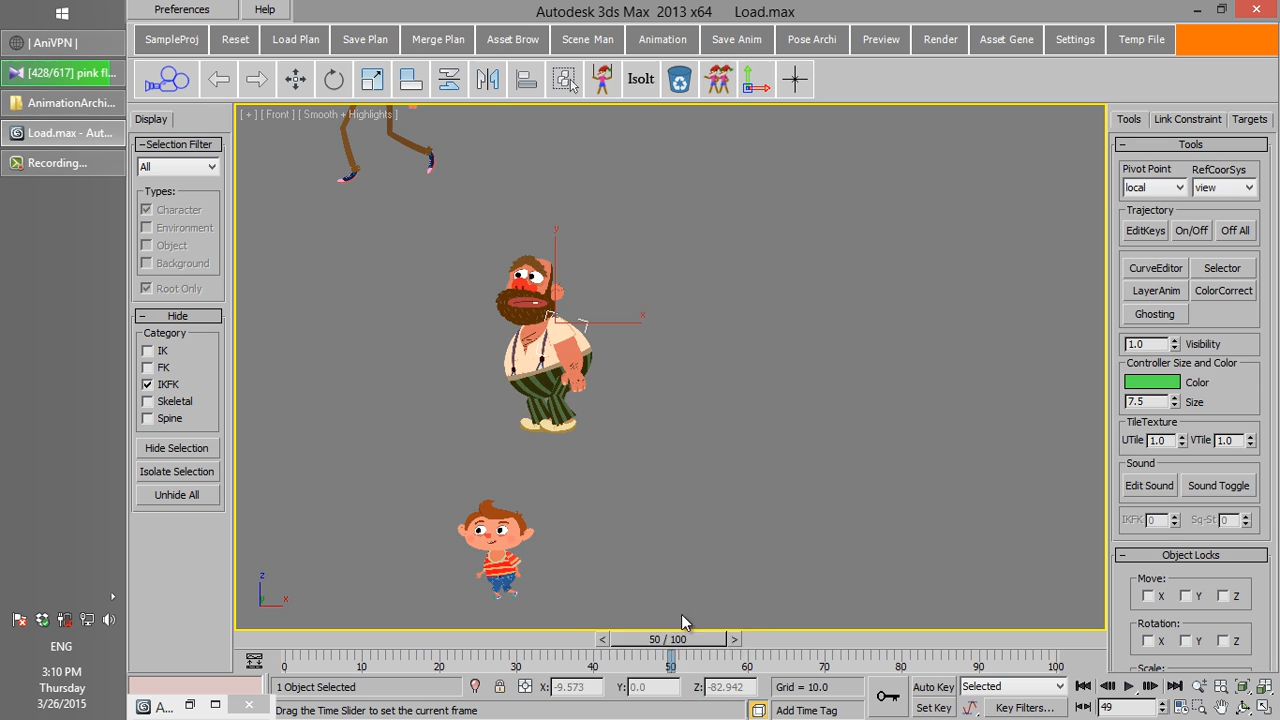 Preferences Help Autodesk 3ds Max 2013 x64 Load.max
SampleProj Reset Load Plan Save Plan Merge Plan Asset Brow Scene Man Animation Save Anim Pose Archi Preview Render Asset Gene Settings Temp File
| AniVPN |
[428/617] pink fl...
AnimationArchi...
Load.max - Aut...
Recording...
Isolt
Display
Selection Filter
All
Types:
Character
Environment
Object
Background
Root Only
Hide
Category
IK
FK
IKFK
Skeletal
Spine
Hide Selection
Isolate Selection
Unhide All
[ + ] [ Front ] [ Smooth + Highlights ]
y
x
z
x
Tools Link Constraint Targets
Tools
Pivot Point RefCoorSys
local view
Trajectory
EditKeys On/Off Off All
CurveEditor Selector
LayerAnim ColorCorrect
Ghosting
1.0 Visibility
Controller Size and Color
Color
7.5 Size
TileTexture
UTile 1.0 VTile 1.0
Sound
Edit Sound Sound Toggle
IKFK 0 Sq-St 0
Object Locks
Move:
X Y Z
Rotation:
X Y Z
Scale:
< 50 / 100 >
0 10 20 30 40 50 60 70 80 90 100
1 Object Selected X: -9.573 Y: 0.0 Z: -82.942 Grid = 10.0 Auto Key Selected
Drag the Time Slider to set the current frame Add Time Tag Set Key Key Filters... 49
A...
ENG
3:10 PM
Thursday
3/26/2015